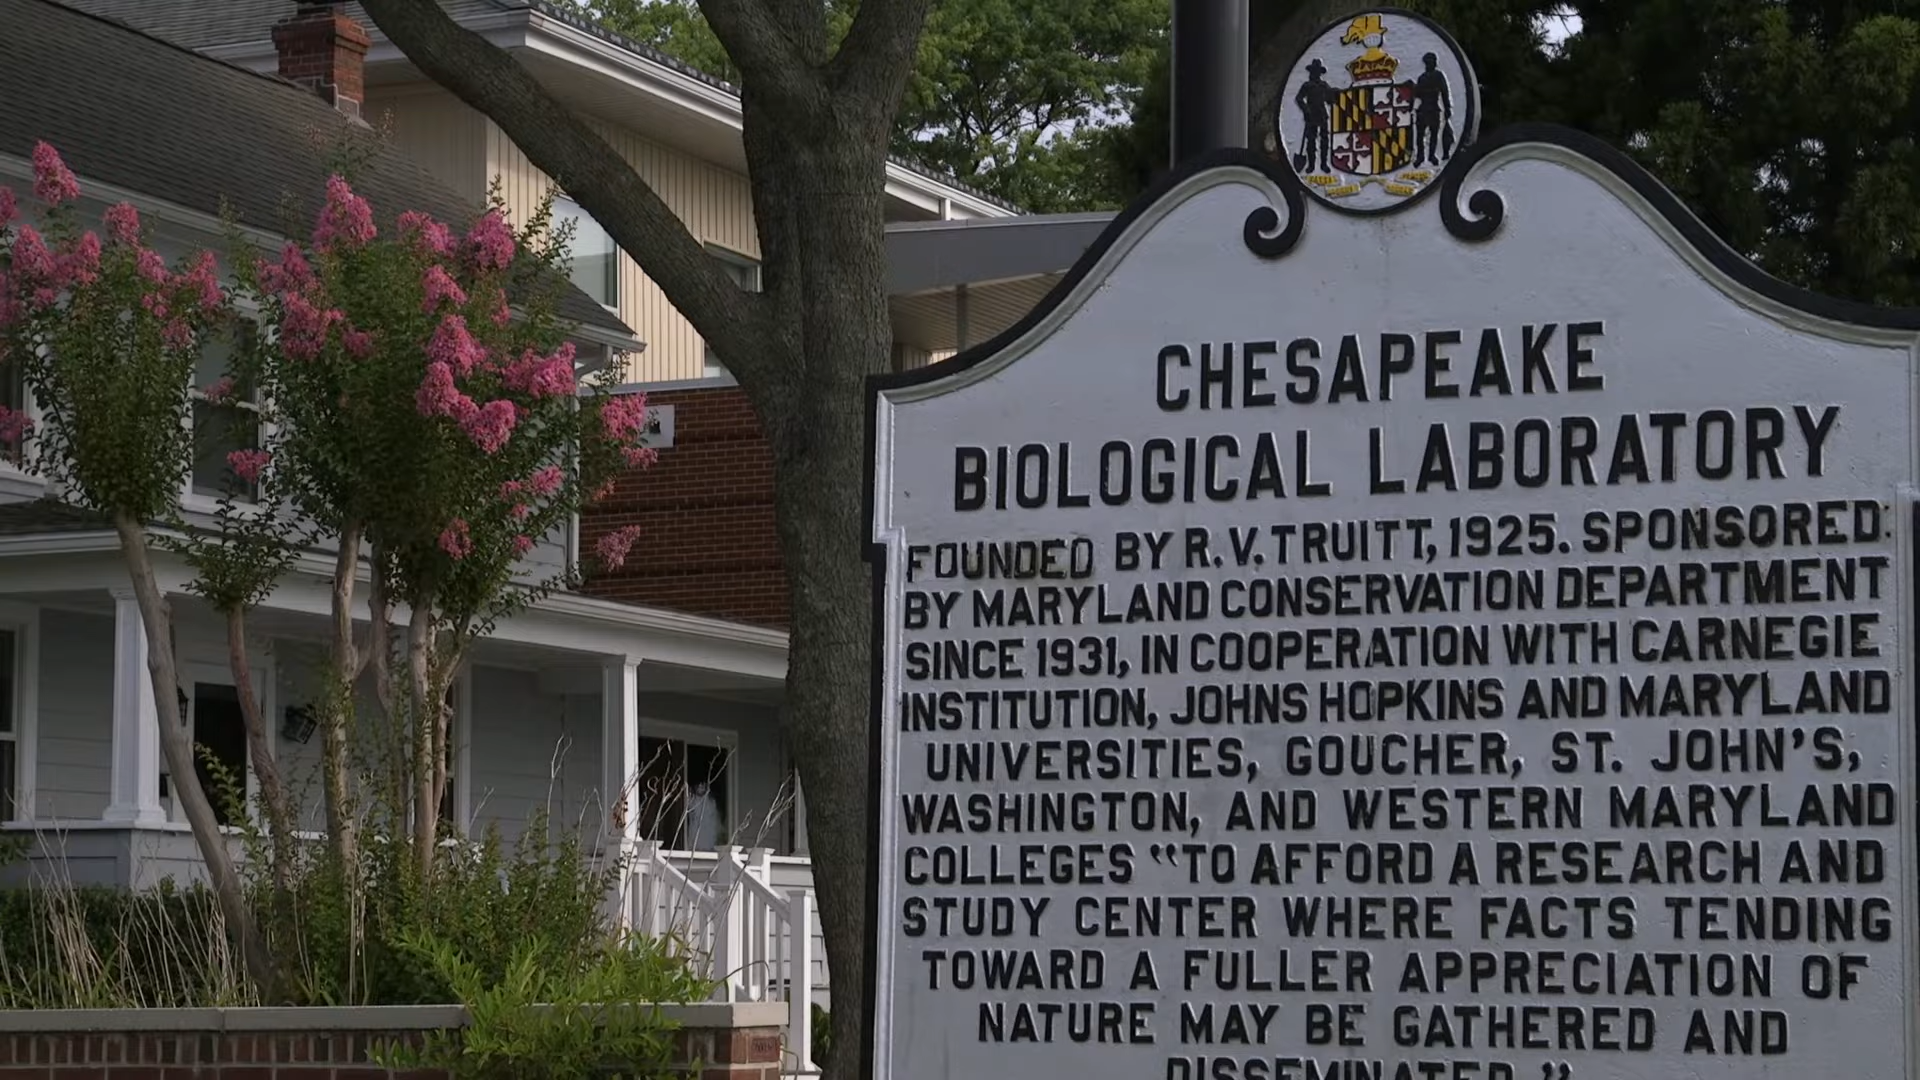 CHESAPEAKE
BIOLOGICAL LABORATORY
FOUNDED BY R.V. TRUITT, 1925. SPONSORED
BY MARYLAND CONSERVATION DEPARTMENT
SINCE 1931, IN COOPERATION WITH CARNEGIE
INSTITUTION, JOHNS HOPKINS AND MARYLAND
UNIVERSITIES, GOUCHER, ST. JOHN'S,
WASHINGTON, AND WESTERN MARYLAND
COLLEGES "TO AFFORD A RESEARCH AND
STUDY CENTER WHERE FACTS TENDING
TOWARD A FULLER APPRECIATION OF
NATURE MAY BE GATHERED AND
DISSEMINATED."